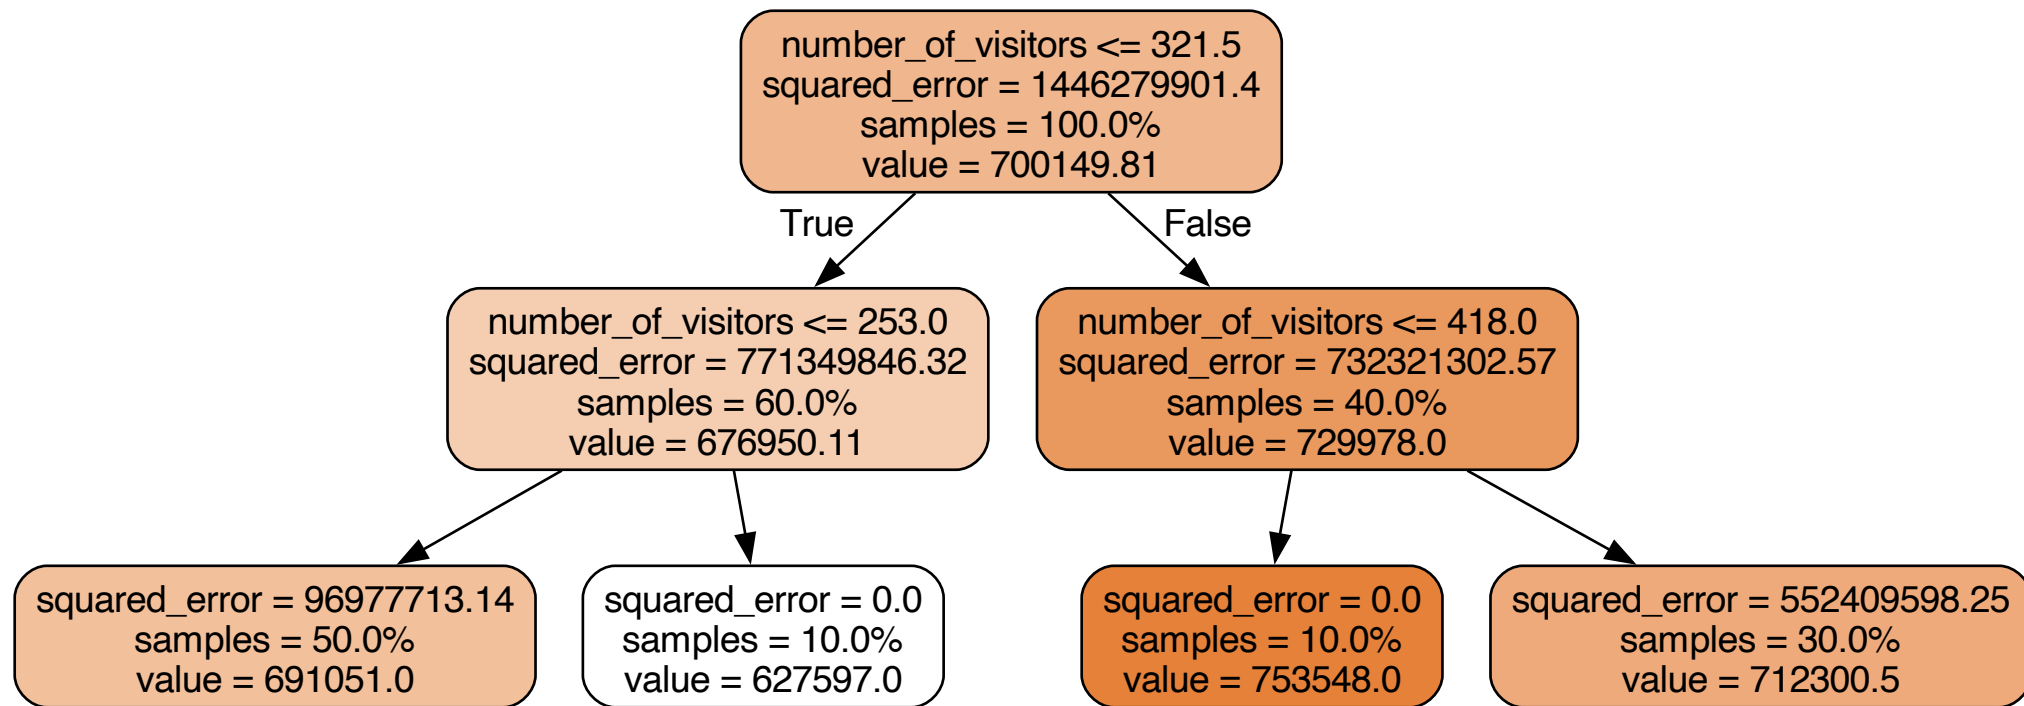 number_of_visitors <= 321.5
squared_error = 1446279901.4
samples = 100.0%
value = 700149.81
True
False
number_of_visitors <= 253.0
squared_error = 771349846.32
samples = 60.0%
value = 676950.11
number_of_visitors <= 418.0
squared_error = 732321302.57
samples = 40.0%
value = 729978.0
squared_error = 96977713.14
samples = 50.0%
value = 691051.0
squared_error = 0.0
samples = 10.0%
value = 627597.0
squared_error = 0.0
samples = 10.0%
value = 753548.0
squared_error = 552409598.25
samples = 30.0%
value = 712300.5